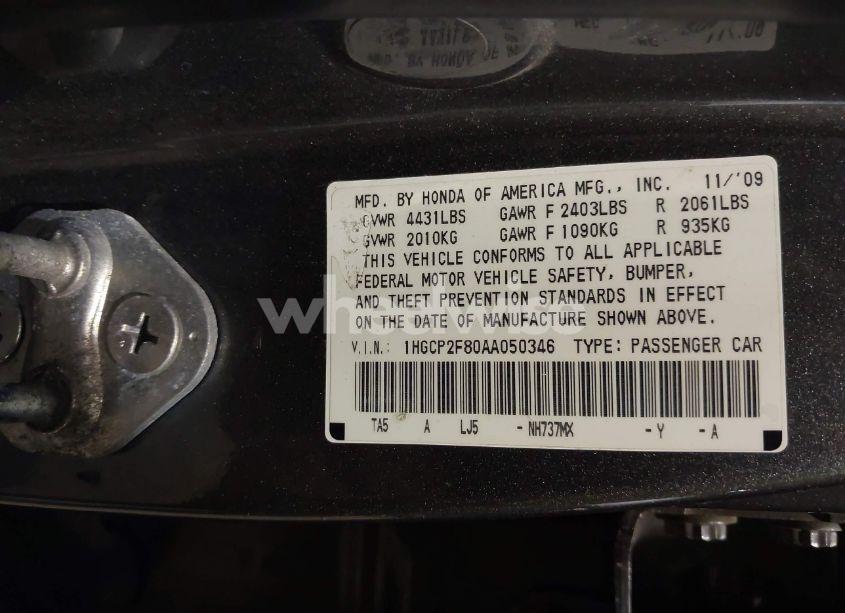 MFD. BY HONDA OF AMERICA MFG., INC. 11/'09
GVWR 4431LBS GAWR F 2403LBS R 2061LBS
GVWR 2010KG GAWR F 1090KG R 935KG
THIS VEHICLE CONFORMS TO ALL APPLICABLE
FEDERAL MOTOR VEHICLE SAFETY, BUMPER,
AND THEFT PREVENTION STANDARDS IN EFFECT
ON THE DATE OF MANUFACTURE SHOWN ABOVE.
V.I.N.: 1HGCP2F80AA050346 TYPE: PASSENGER CAR
TA5 A LJ5 - NH737MX - Y - A
wheelwise